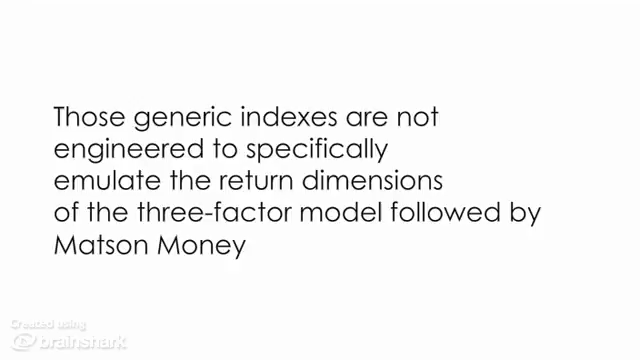 Those generic indexes are not
engineered to specifically
emulate the return dimensions
of the three-factor model followed by
Matson Money
Created using
brainshark